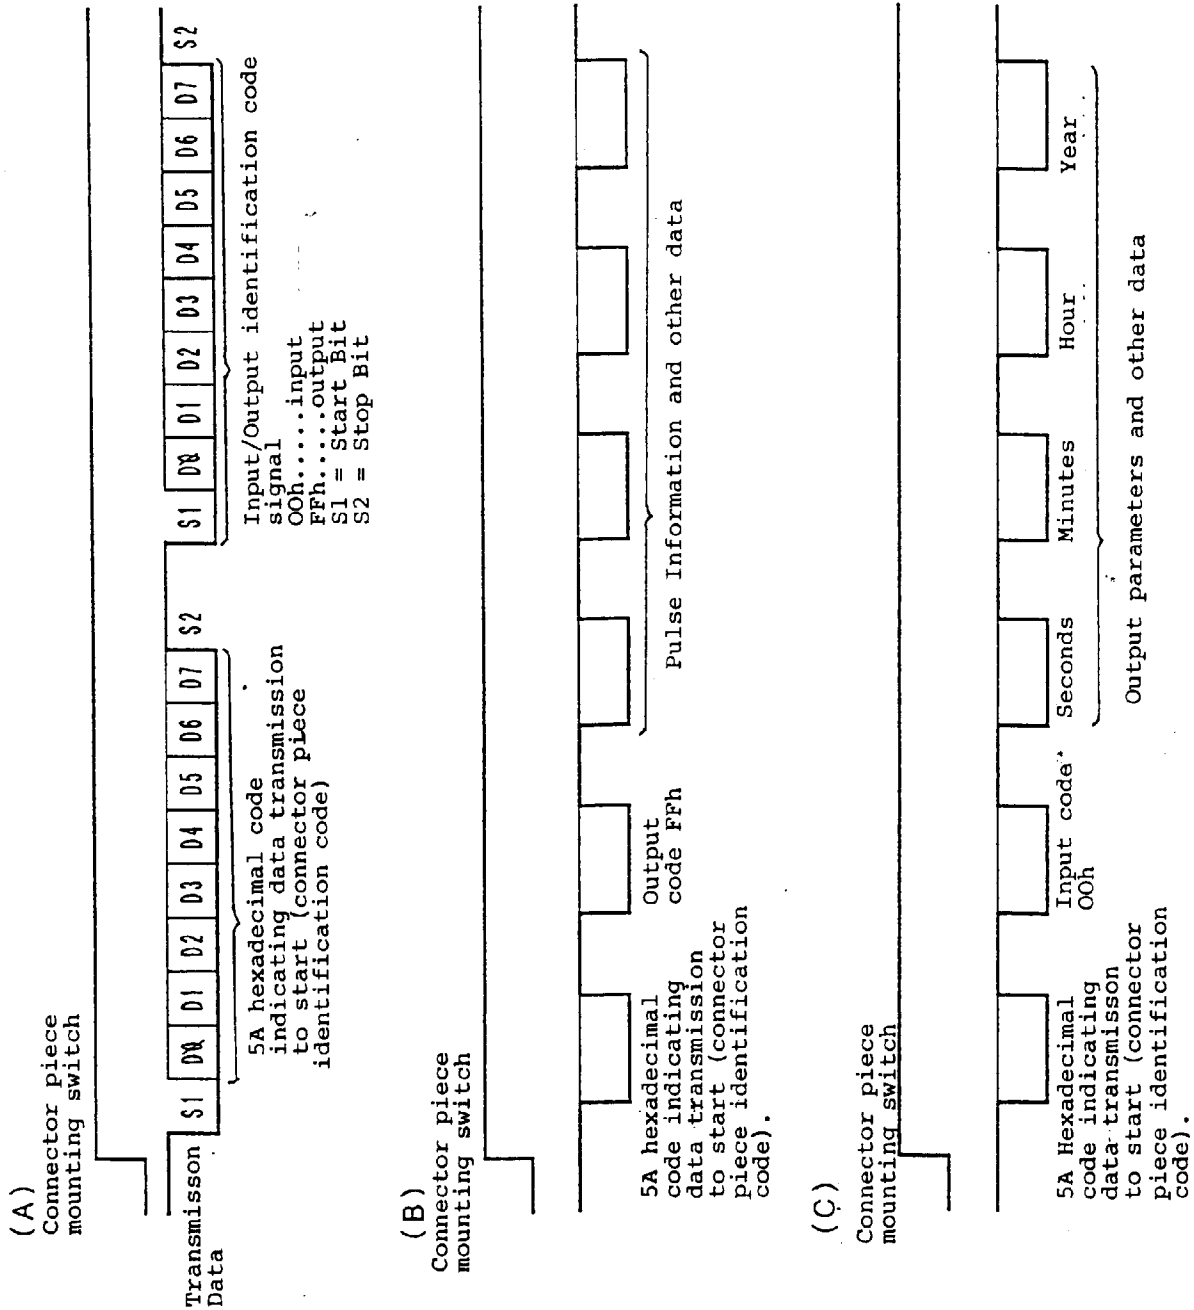 (A)
Connector piece
mounting switch
Transmisson
Data
S1 D0 D1 D2 D3 D4 D5 D6 D7 S2 S1 D0 D1 D2 D3 D4 D5 D6 D7 S2
5A hexadecimal code
indicating data transmission
to start (connector piece
identification code)
Input/Output identification code
signal
OOh......input
FFh.....output
S1 = Start Bit
S2 = Stop Bit
(B)
Connector piece
mounting switch
5A hexadecimal
code indicating
data transmission
to start (connector
piece identification
code).
Output
code FFh
Pulse Information and other data
(C)
Connector piece
mounting switch
5A Hexadecimal
code indicating
data transmisson
to start (connector
piece identification
code).
Input code
OOh
Seconds
Minutes
Hour
Year
Output parameters and other data